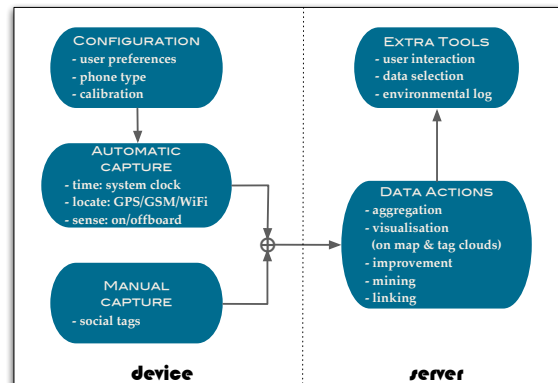 CONFIGURATION
- user preferences
- phone type
- calibration
AUTOMATIC
CAPTURE
- time: system clock
- locate: GPS/GSM/WiFi
- sense: on/offboard
MANUAL
CAPTURE
- social tags
device
EXTRA TOOLS
- user interaction
- data selection
- environmental log
DATA ACTIONS
- aggregation
- visualisation
(on map & tag clouds)
- improvement
- mining
- linking
server